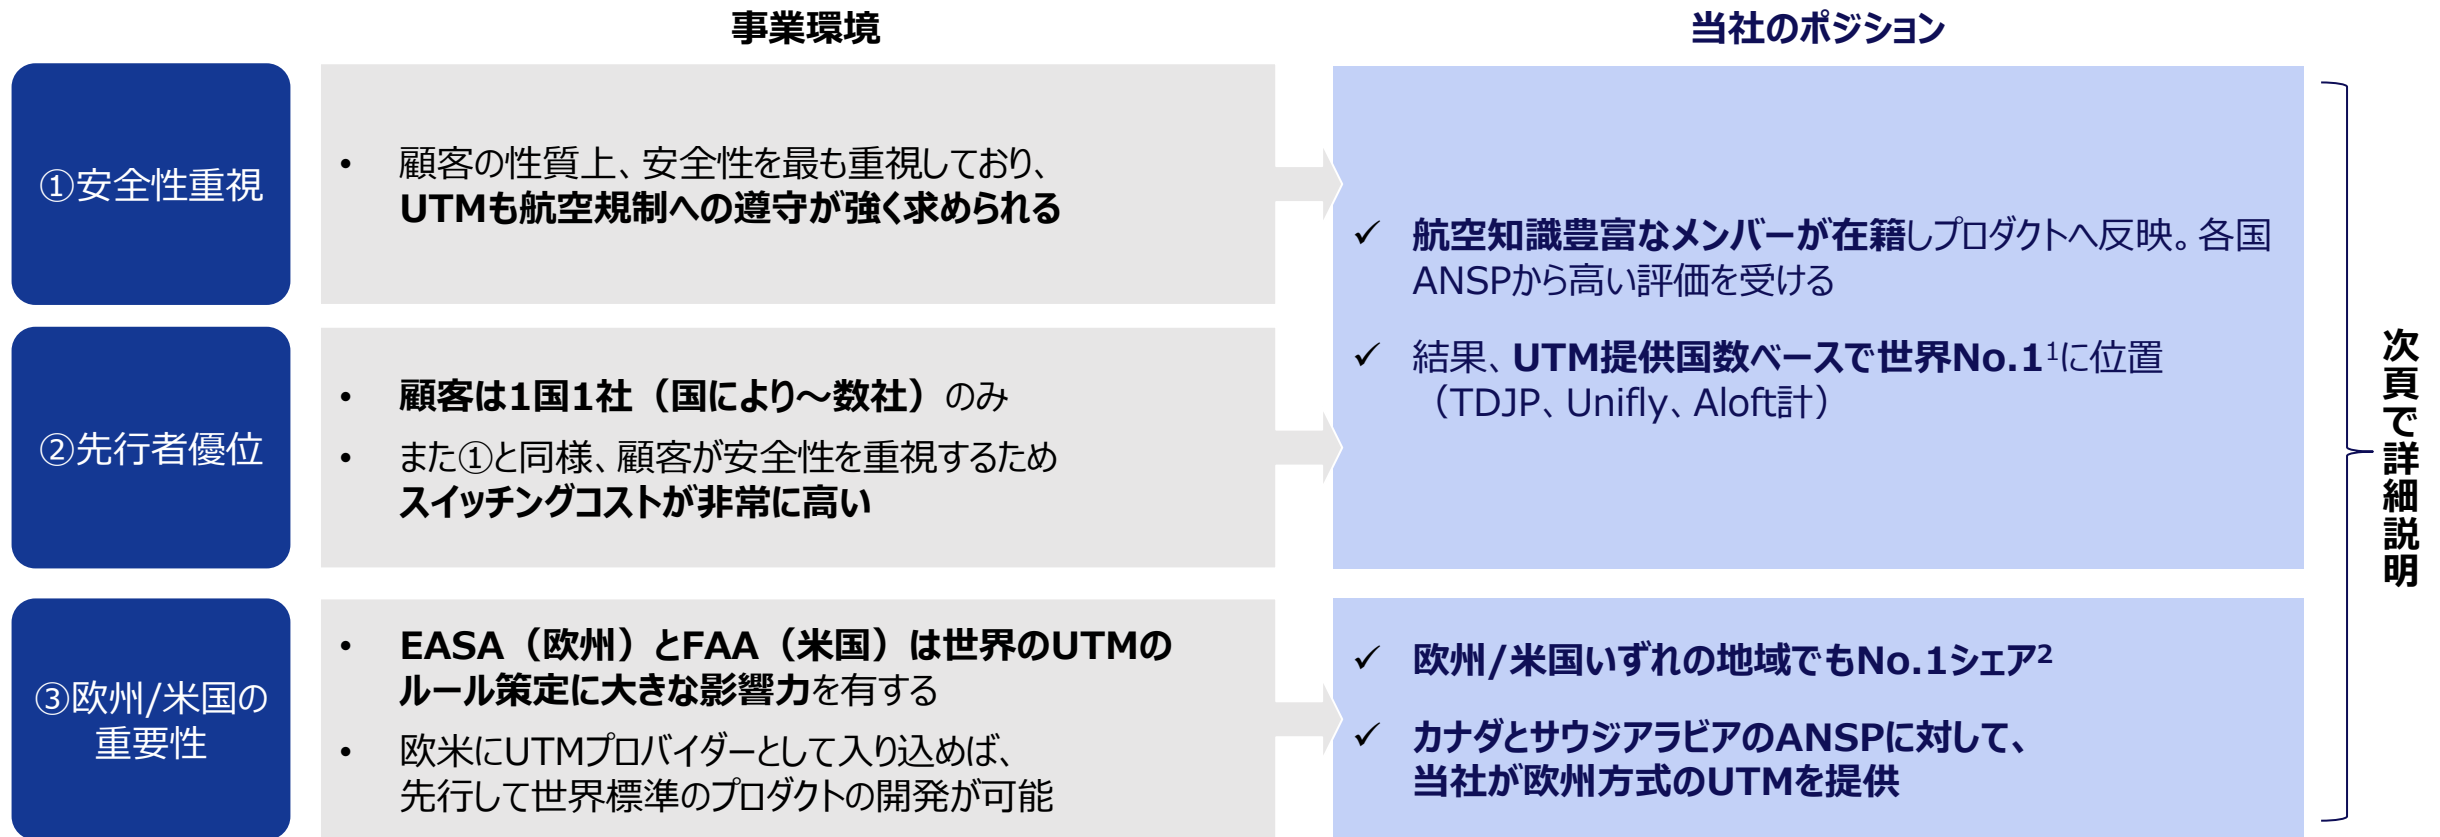 事業環境
当社のポジション
①安全性重視
• 顧客の性質上、安全性を最も重視しており、
UTMも航空規制への遵守が強く求められる
②先行者優位
• 顧客は1国1社（国により～数社）のみ
• また①と同様、顧客が安全性を重視するため
スイッチングコストが非常に高い
✓ 航空知識豊富なメンバーが在籍しプロダクトへ反映。各国
ANSPから高い評価を受ける
✓ 結果、UTM提供国数ベースで世界No.1¹に位置
（TDJP、Unifly、Aloft計）
③欧州/米国の
重要性
• EASA（欧州）とFAA（米国）は世界のUTMの
ルール策定に大きな影響力を有する
• 欧米にUTMプロバイダーとして入り込めば、
先行して世界標準のプロダクトの開発が可能
✓ 欧州/米国いずれの地域でもNo.1シェア²
✓ カナダとサウジアラビアのANSPに対して、
当社が欧州方式のUTMを提供
次頁で詳細説明